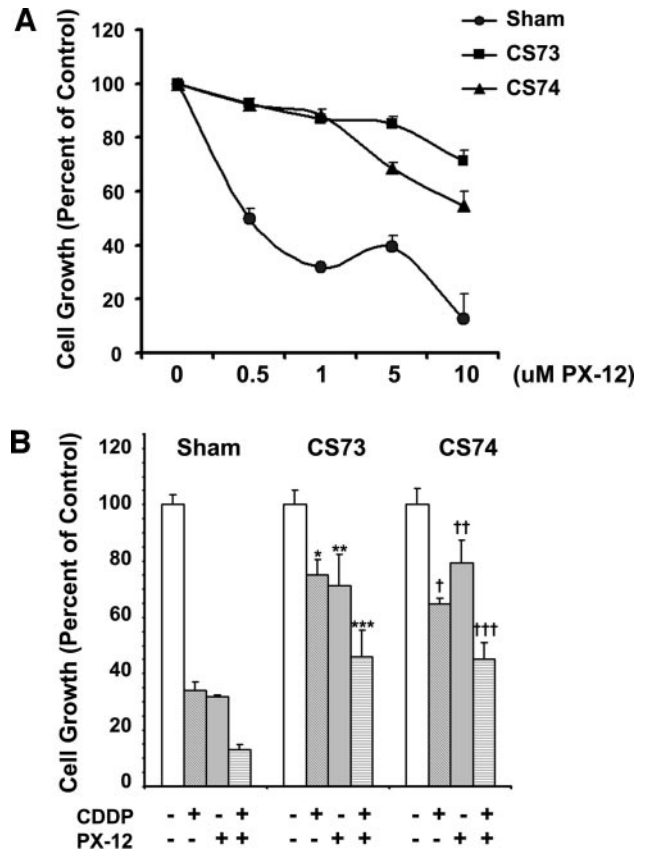 A
Cell Growth (Percent of Control)
120
100
80
60
40
20
0
0 0.5 1 5 10 (uM PX-12)
Sham
CS73
CS74
B
Cell Growth (Percent of Control)
120
100
80
60
40
20
0
Sham CS73 CS74
* ** ***
† †† †††
CDDP - + - + - + - + - + - +
PX-12 - - + + - - + + - - + +